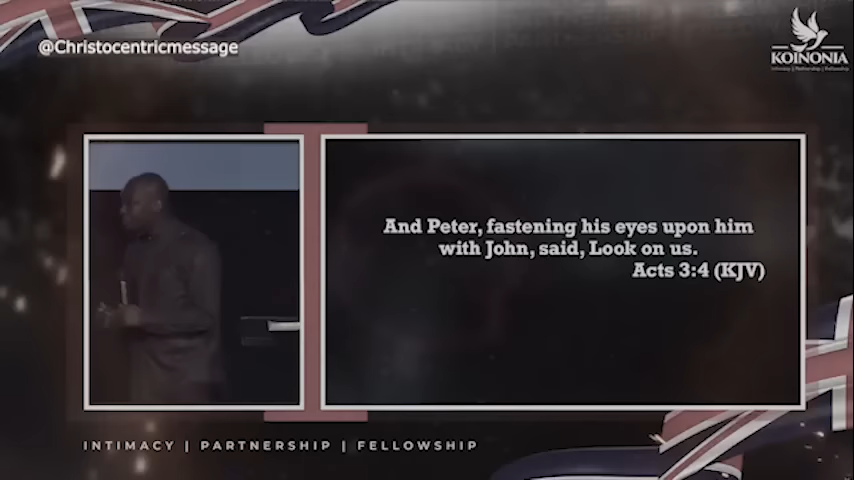 @Christocentricmessage
KOINONIA
And Peter, fastening his eyes upon him
with John, said, Look on us.
Acts 3:4 (KJV)
INTIMACY | PARTNERSHIP | FELLOWSHIP